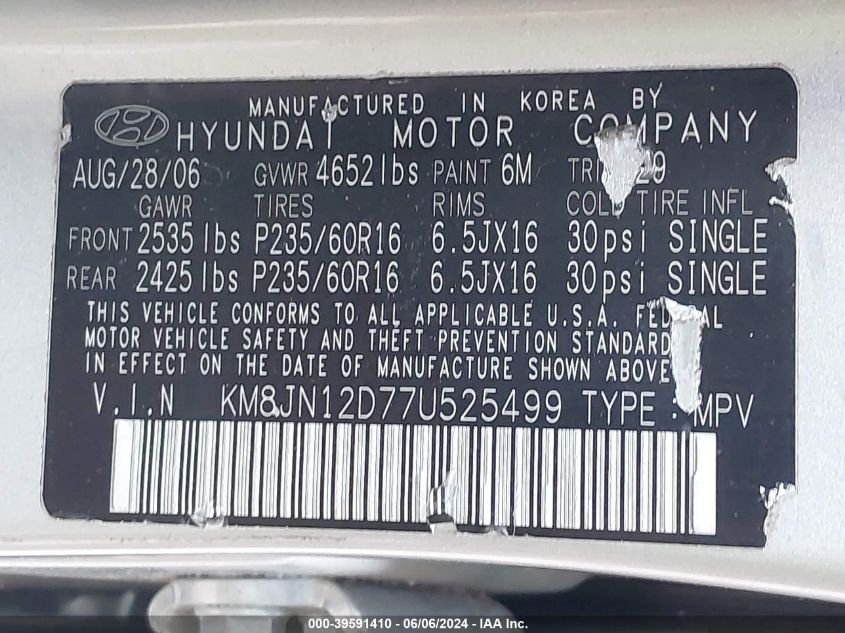 MANUFACTURED IN KOREA BY
HYUNDAI MOTOR COMPANY
AUG/28/06 GVWR 4652lbs PAINT 6M 29
GAWR TIRES RIMS COLD TIRE INFL
FRONT 2535lbs P235/60R16 6.5JX16 30psi SINGLE
REAR 2425lbs P235/60R16 6.5JX16 30psi SINGLE
THIS VEHICLE CONFORMS TO ALL APPLICABLE U.S.A. FEDERAL
MOTOR VEHICLE SAFETY AND THEFT PREVENTION STANDARD
IN EFFECT ON THE DATE OF MANUFACTURE SHOWN ABOVE
V.I.N KM8JN12D77U525499 TYPE : MPV
000-39591410 - 06/06/2024 - IAA Inc.